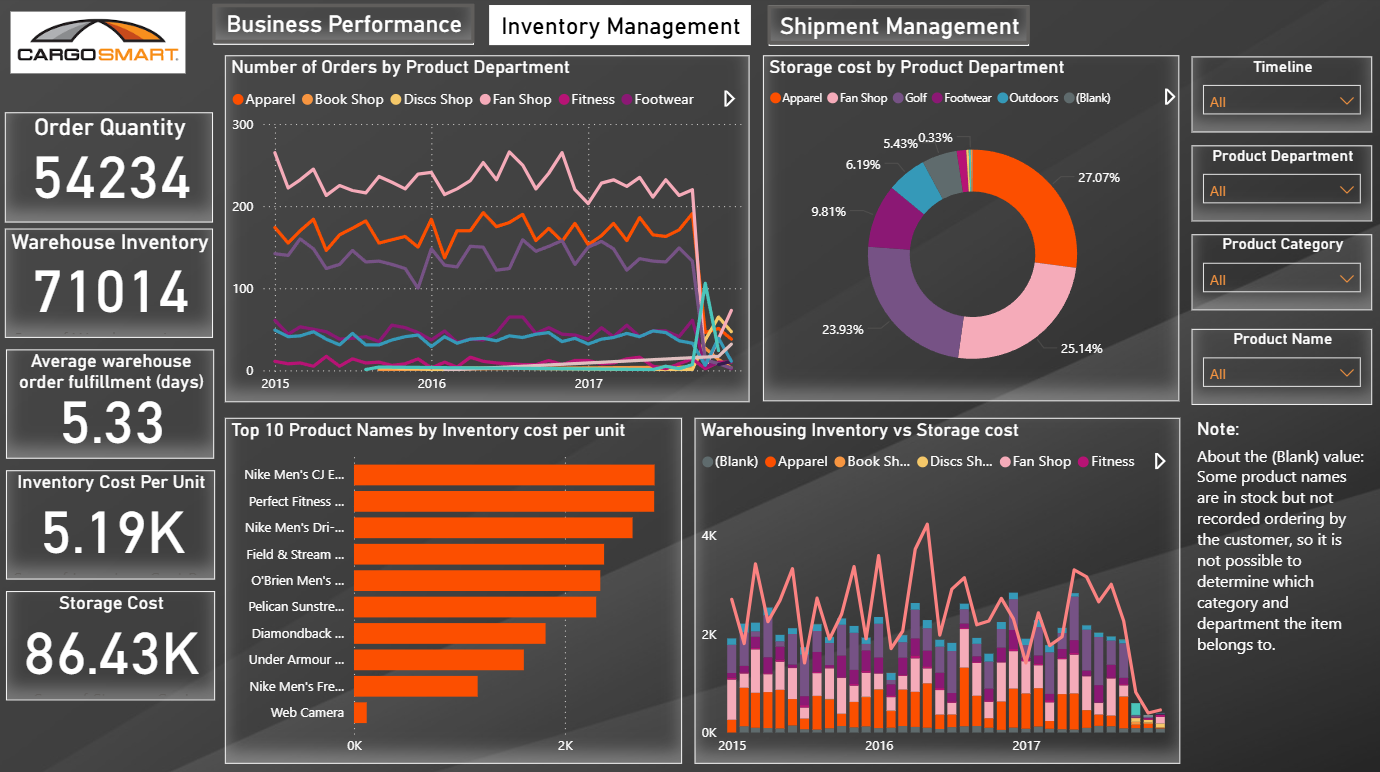 CARGOSMART.
Business Performance
Inventory Management
Shipment Management
Order Quantity
54234
Warehouse Inventory
71014
Average warehouse
order fulfillment (days)
5.33
Inventory Cost Per Unit
5.19K
Storage Cost
86.43K
Number of Orders by Product Department
Apparel Book Shop Discs Shop Fan Shop Fitness Footwear
300
200
100
0
2015 2016 2017
Storage cost by Product Department
Apparel Fan Shop Golf Footwear Outdoors (Blank)
27.07%
25.14%
23.93%
9.81%
6.19%
5.43%
0.33%
Timeline
All
Product Department
All
Product Category
All
Product Name
All
Top 10 Product Names by Inventory cost per unit
Nike Men's CJ E...
Perfect Fitness ...
Nike Men's Dri-...
Field & Stream ...
O'Brien Men's ...
Pelican Sunstre...
Diamondback ...
Under Armour ...
Nike Men's Fre...
Web Camera
0K 2K
Warehousing Inventory vs Storage cost
(Blank) Apparel Book Sh... Discs Sh... Fan Shop Fitness
4K
2K
0K
2015 2016 2017
Note:
About the (Blank) value:
Some product names
are in stock but not
recorded ordering by
the customer, so it is
not possible to
determine which
category and
department the item
belongs to.